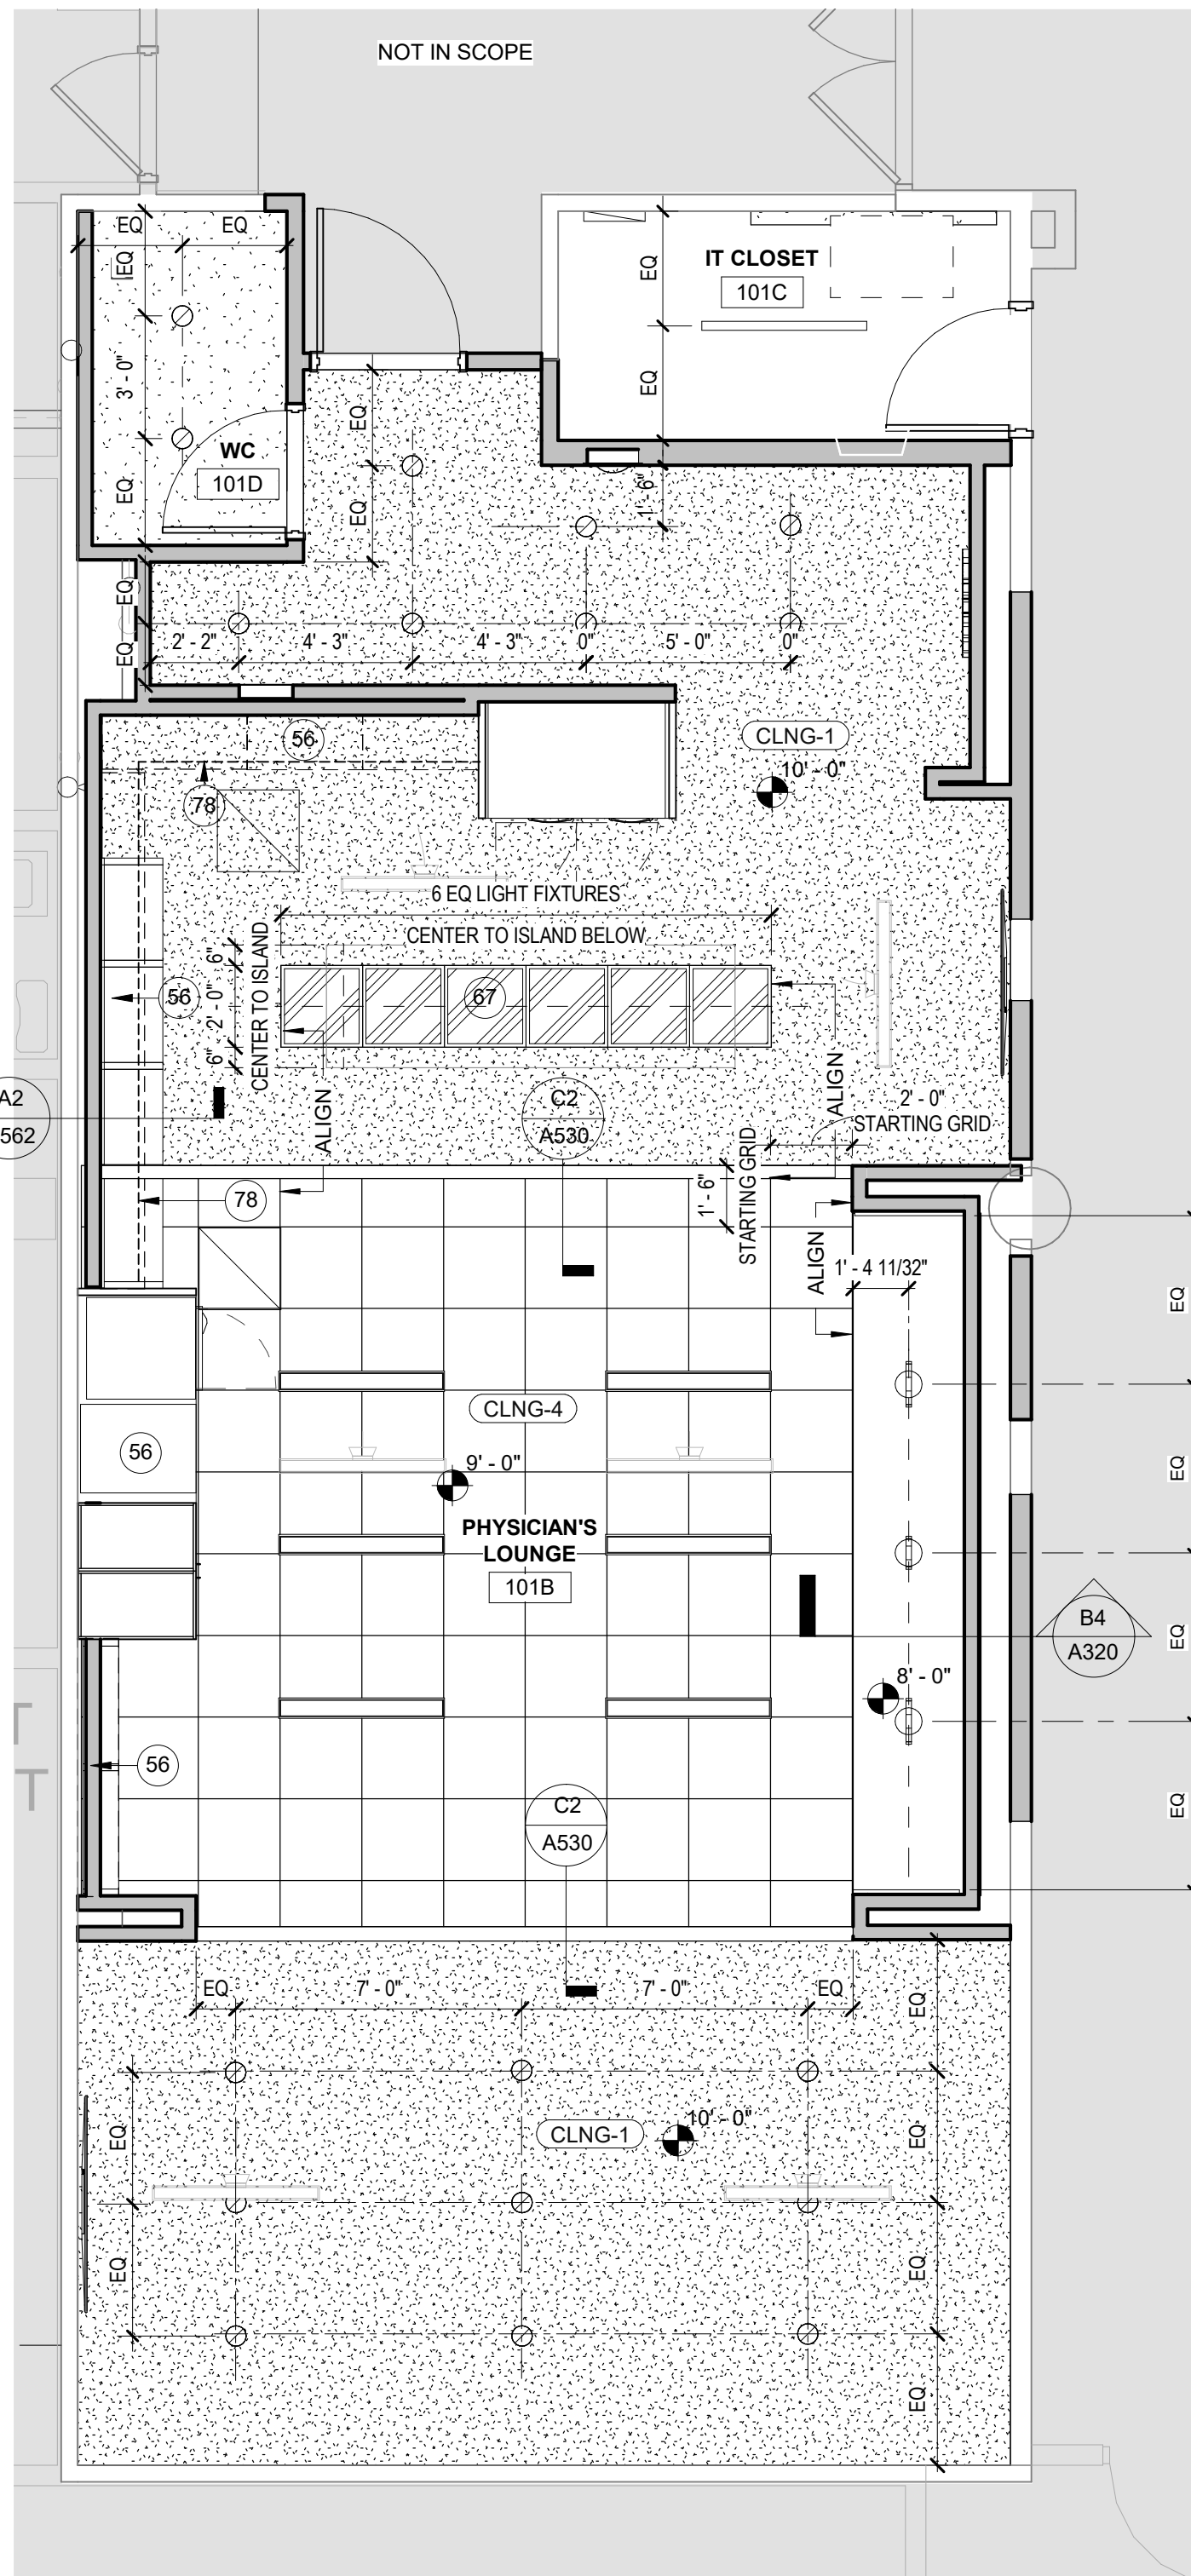 NOT IN SCOPE
EQ
EQ
EQ
3' - 0"
EQ
WC
101D
EQ
EQ
IT CLOSET
101C
EQ
EQ
1' - 6"
EQ
EQ
2' - 2"
4' - 3"
4' - 3"
0"
5' - 0"
0"
56
78
CLNG-1
10' - 0"
6 EQ LIGHT FIXTURES
CENTER TO ISLAND BELOW
CENTER TO ISLAND
6"
2' - 0"
6"
56
67
ALIGN
ALIGN
A2
562
C2
A530
2' - 0"
STARTING GRID
1' - 6"
STARTING GRID
78
ALIGN
1' - 4 11/32"
EQ
CLNG-4
56
9' - 0"
EQ
PHYSICIAN'S
LOUNGE
101B
B4
A320
EQ
8' - 0"
T
T
56
C2
A530
EQ
EQ
7' - 0"
7' - 0"
EQ
EQ
EQ
CLNG-1
10' - 0"
EQ
EQ
EQ
EQ